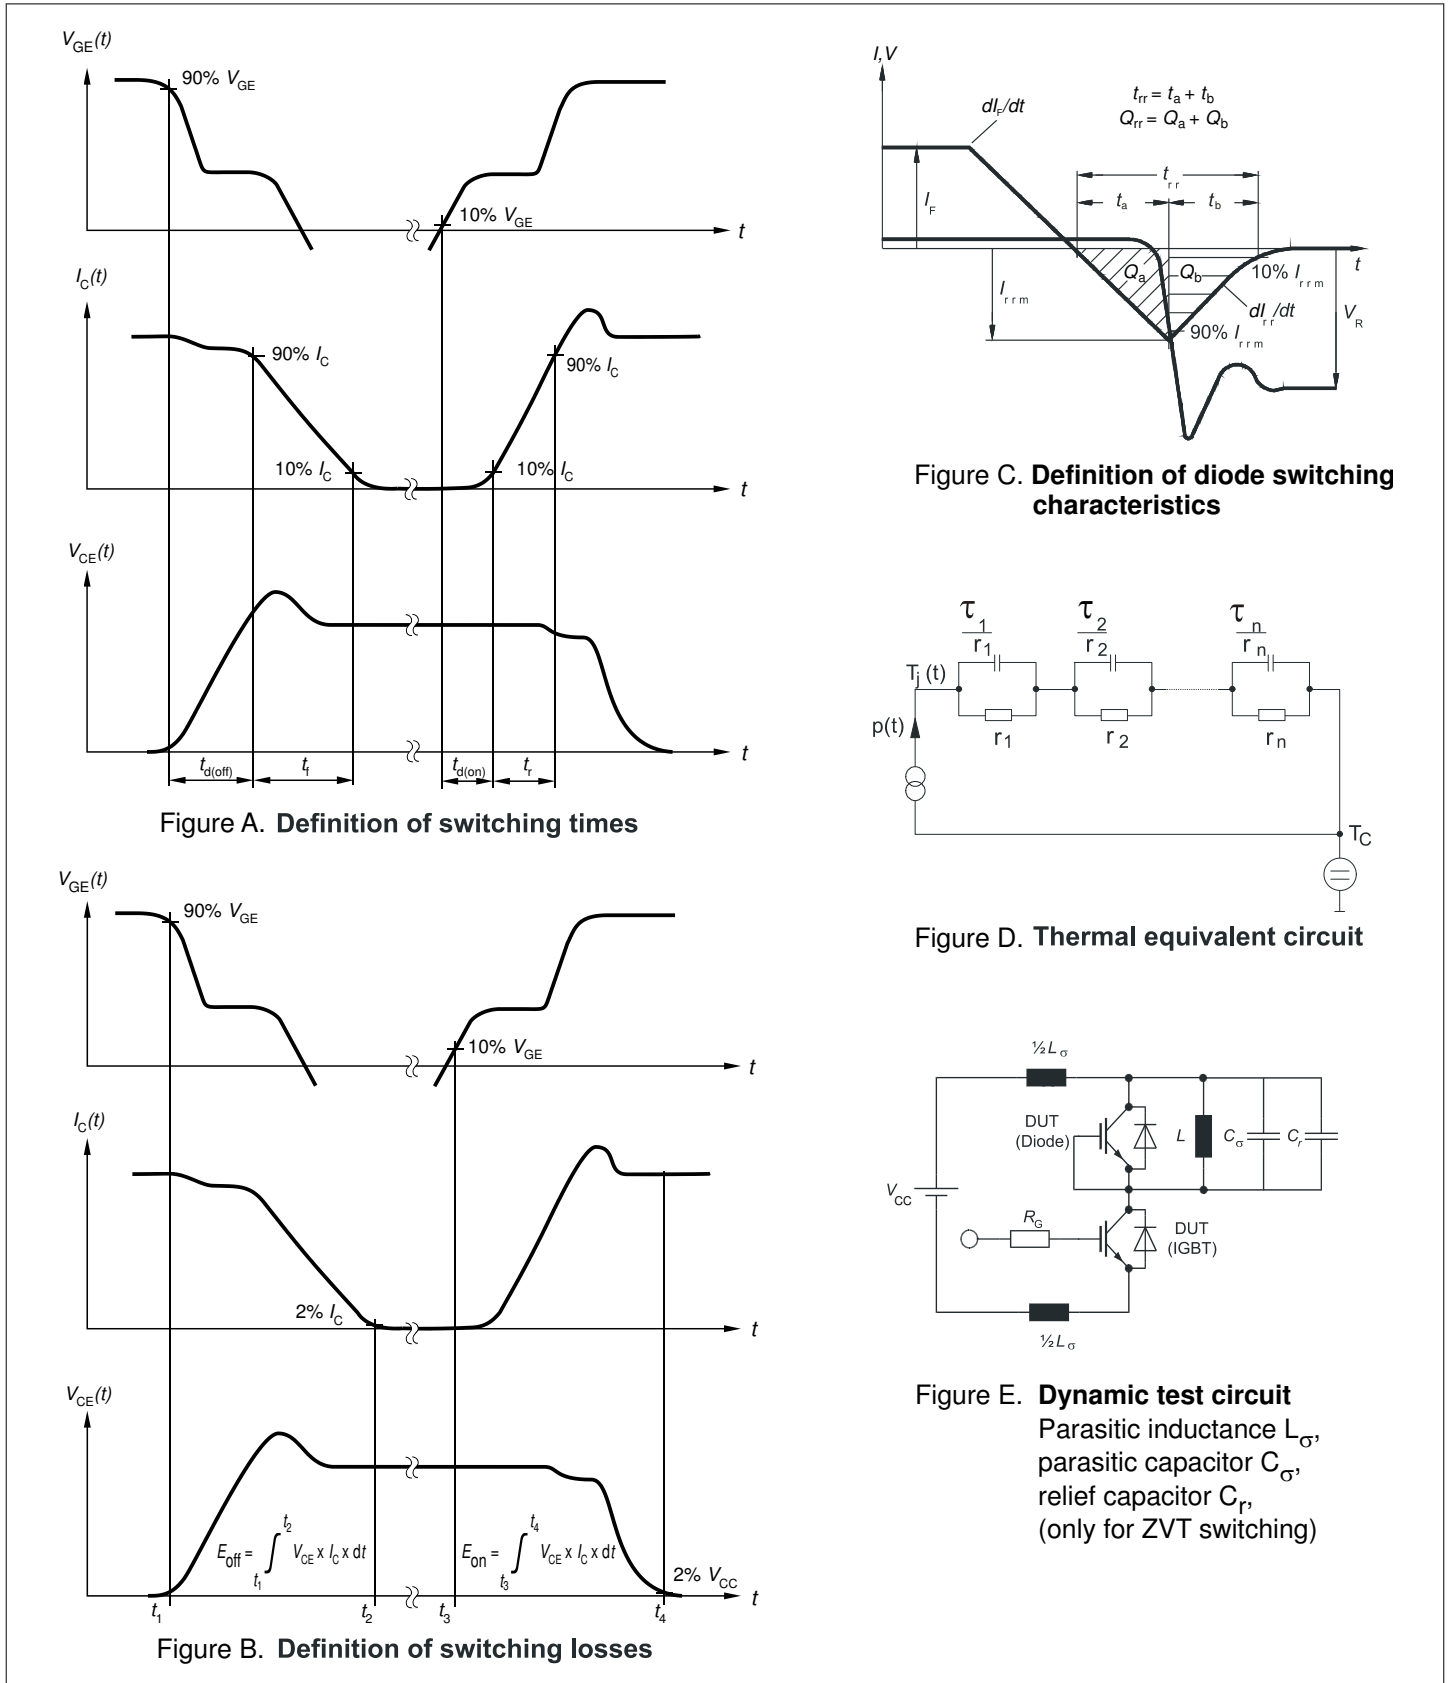 V_GE(t)
90% V_GE
10% V_GE
t
I_C(t)
90% I_C
90% I_C
10% I_C
10% I_C
t
V_CE(t)
t
t_d(off)
t_f
t_d(on)
t_r
Figure A. Definition of switching times
V_GE(t)
90% V_GE
10% V_GE
t
I_C(t)
2% I_C
t
V_CE(t)
E_off = ∫ t_1 t_2 V_CE x I_C x dt
E_on = ∫ t_3 t_4 V_CE x I_C x dt
2% V_CC
t
t_1
t_2
t_3
t_4
Figure B. Definition of switching losses
I,V
dI_F/dt
t_rr = t_a + t_b
Q_rr = Q_a + Q_b
t_rr
I_F
t_a
t_b
Q_a
Q_b
t
10% I_rrm
I_rrm
dI_rr/dt
90% I_rrm
V_R
Figure C. Definition of diode switching
characteristics
τ_1
r_1
τ_2
r_2
τ_n
r_n
T_j(t)
p(t)
r_1
r_2
r_n
T_C
Figure D. Thermal equivalent circuit
½L_σ
DUT
(Diode)
L
C_σ
C_r
V_CC
R_G
DUT
(IGBT)
½L_σ
Figure E. Dynamic test circuit
Parasitic inductance L_σ,
parasitic capacitor C_σ,
relief capacitor C_r,
(only for ZVT switching)